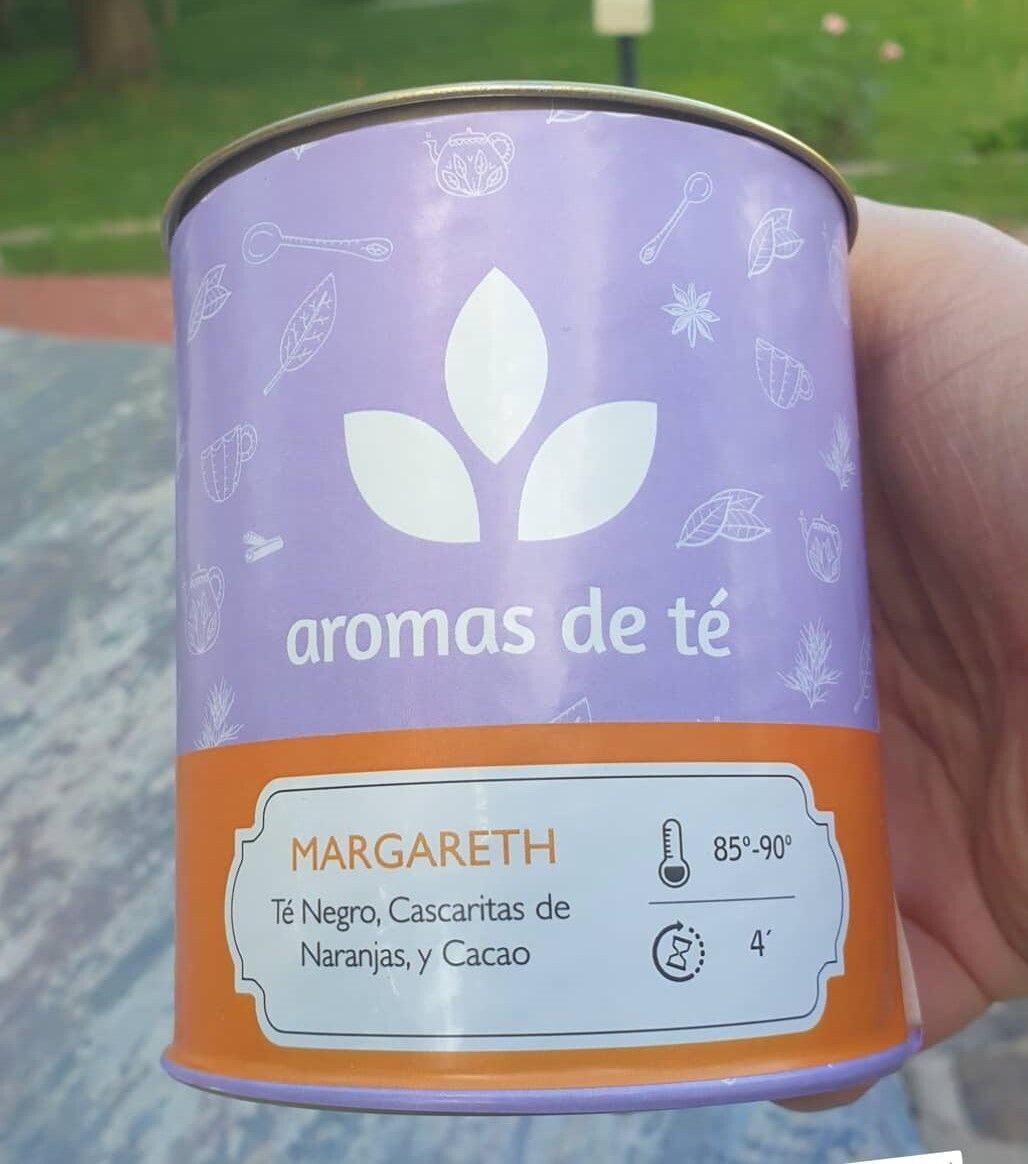 aromas de té
MARGARETH
Té Negro, Cascaritas de
Naranjas, y Cacao
85º-90º
4´